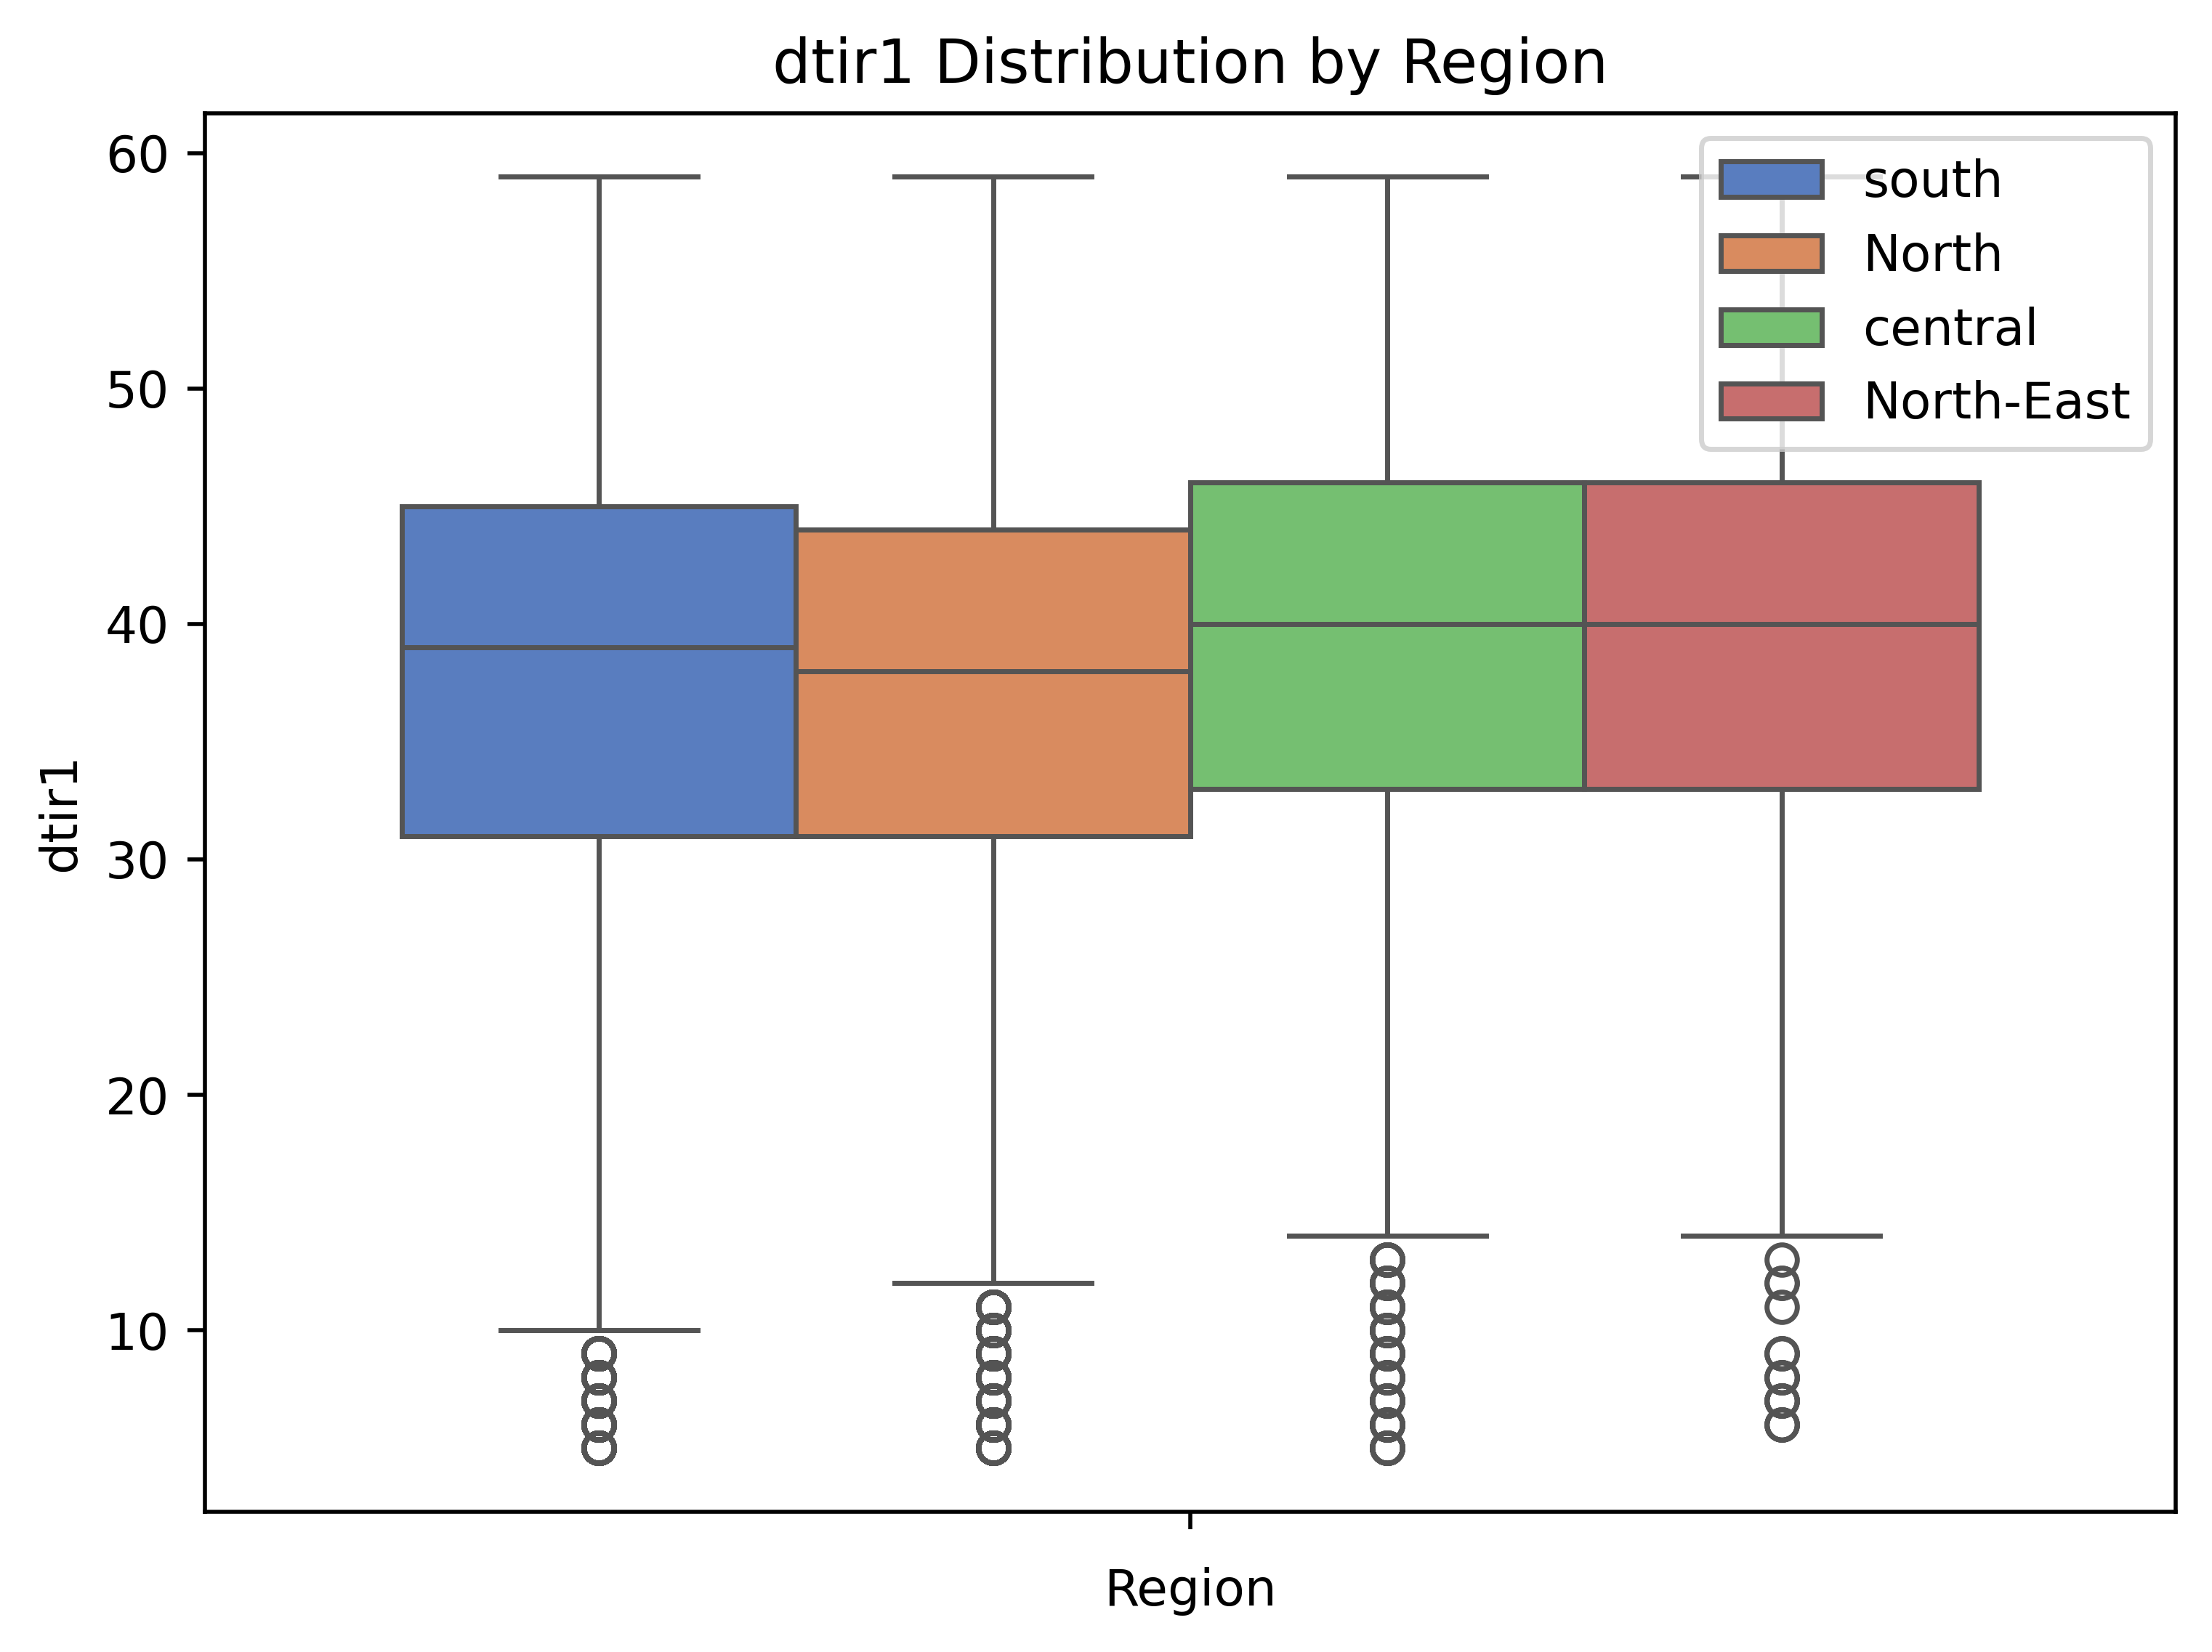 dtir1 Distribution by Region
60
50
40
30
20
10
dtir1
Region
south
North
central
North-East